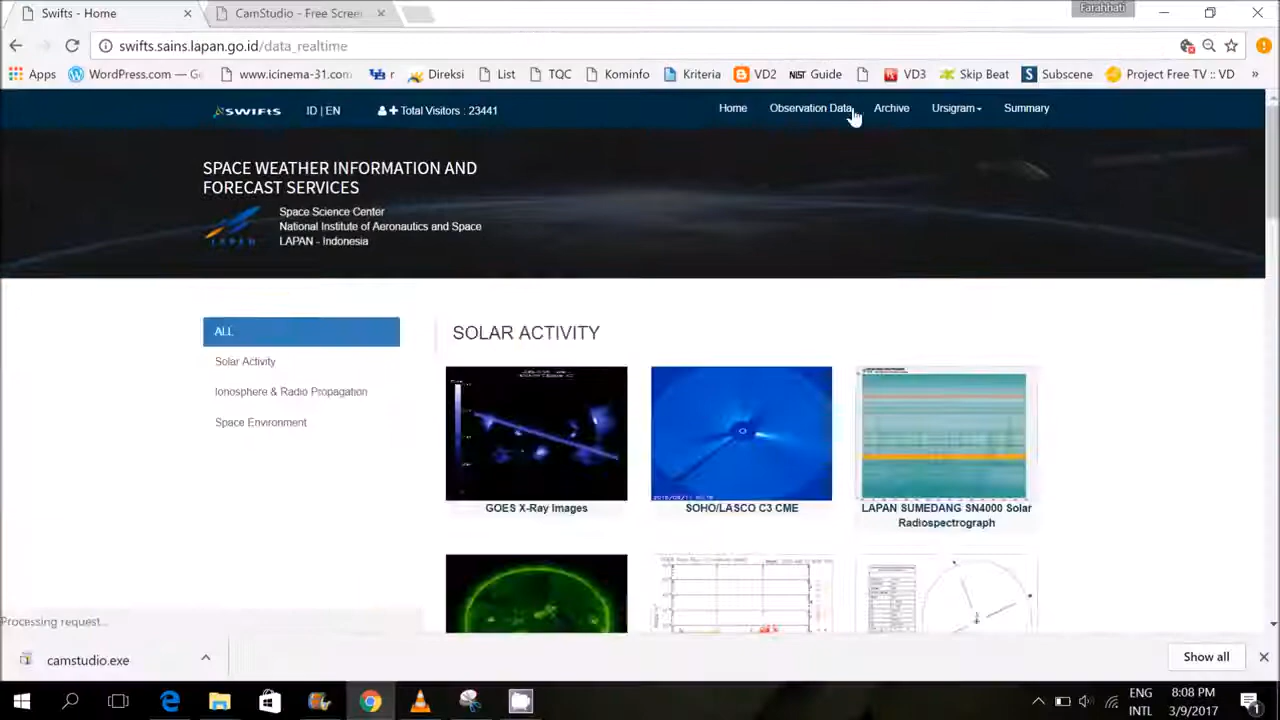 Swifts - Home
CamStudio - Free Screen
Farahhati
swifts.sains.lapan.go.id/data_realtime
Apps
WordPress.com — Ge
www.icinema-31.com
r
Direksi
List
TQC
Kominfo
Kriteria
VD2
NIST Guide
VD3
Skip Beat
S Subscene
Project Free TV :: VD
»
SWIFtS
ID | EN
Total Visitors : 23441
Home
Observation Data
Archive
Ursigram
Summary
SPACE WEATHER INFORMATION AND
FORECAST SERVICES
Space Science Center
National Institute of Aeronautics and Space
LAPAN - Indonesia
LAPAN
ALL
Solar Activity
Ionosphere & Radio Propagation
Space Environment
SOLAR ACTIVITY
GOES X-Ray Images
SOHO/LASCO C3 CME
LAPAN SUMEDANG SN4000 Solar
Radiospectrograph
Processing request...
camstudio.exe
Show all
ENG
INTL
8:08 PM
3/9/2017